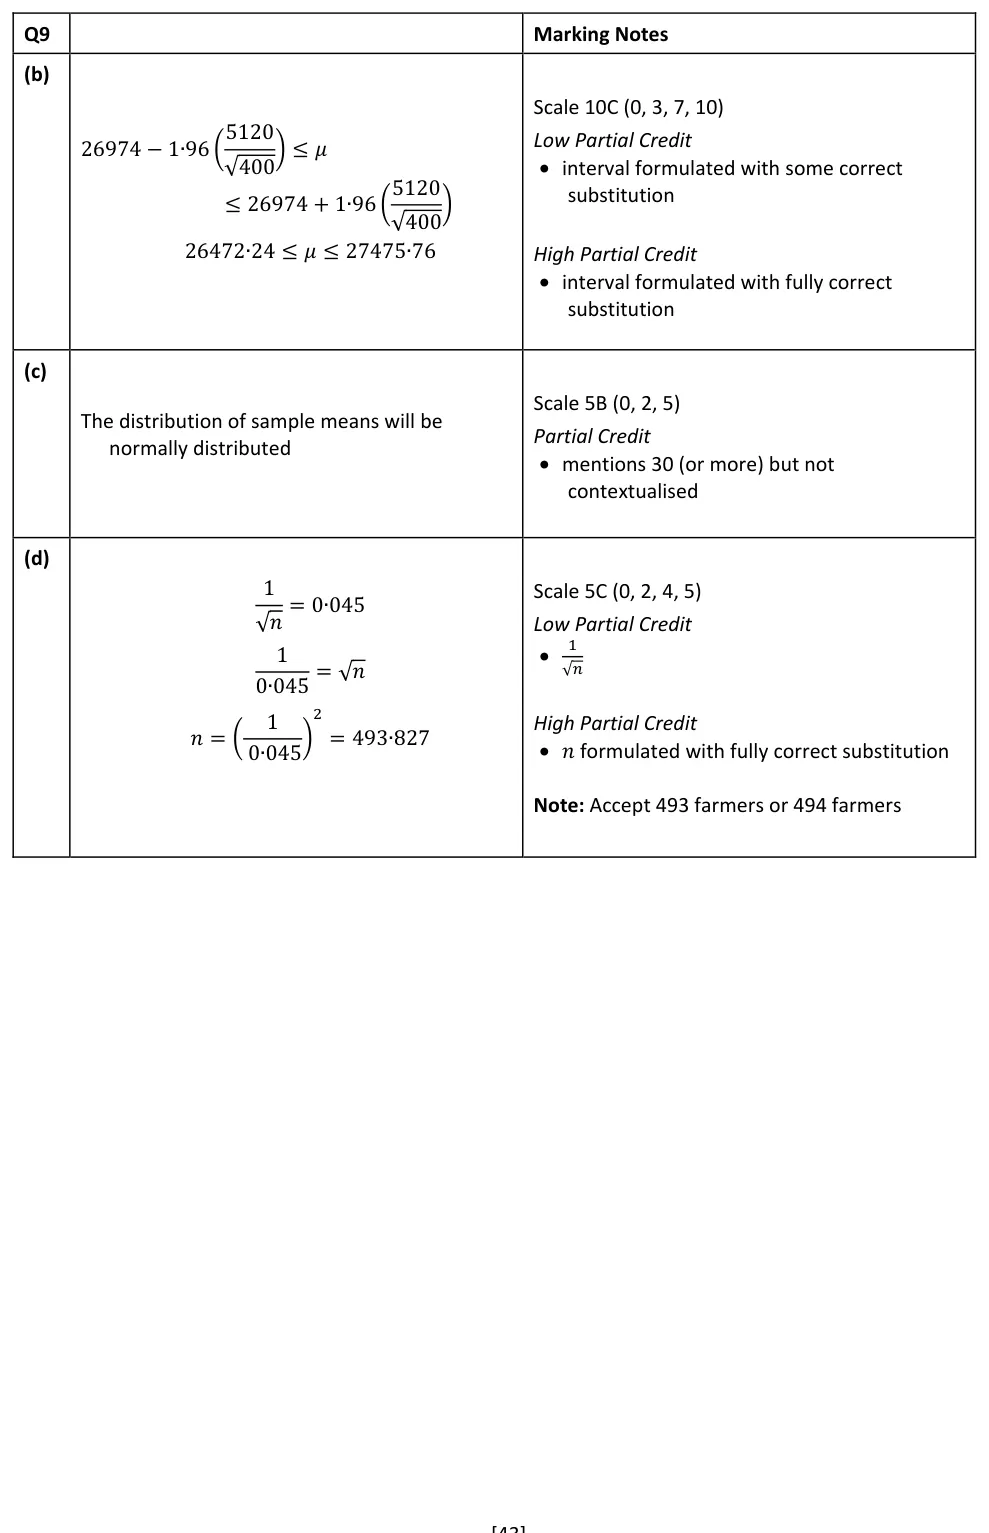 Q9 Marking Notes
(b)
26974 − 1·96 (5120/√400) ≤ μ
≤ 26974 + 1·96 (5120/√400)
26472·24 ≤ μ ≤ 27475·76
Scale 10C (0, 3, 7, 10)
Low Partial Credit
• interval formulated with some correct
substitution
High Partial Credit
• interval formulated with fully correct
substitution
(c)
The distribution of sample means will be
normally distributed
Scale 5B (0, 2, 5)
Partial Credit
• mentions 30 (or more) but not
contextualised
(d)
1/√n = 0·045
1/0·045 = √n
n = (1/0·045)² = 493·827
Scale 5C (0, 2, 4, 5)
Low Partial Credit
• 1/√n
High Partial Credit
• n formulated with fully correct substitution
Note: Accept 493 farmers or 494 farmers